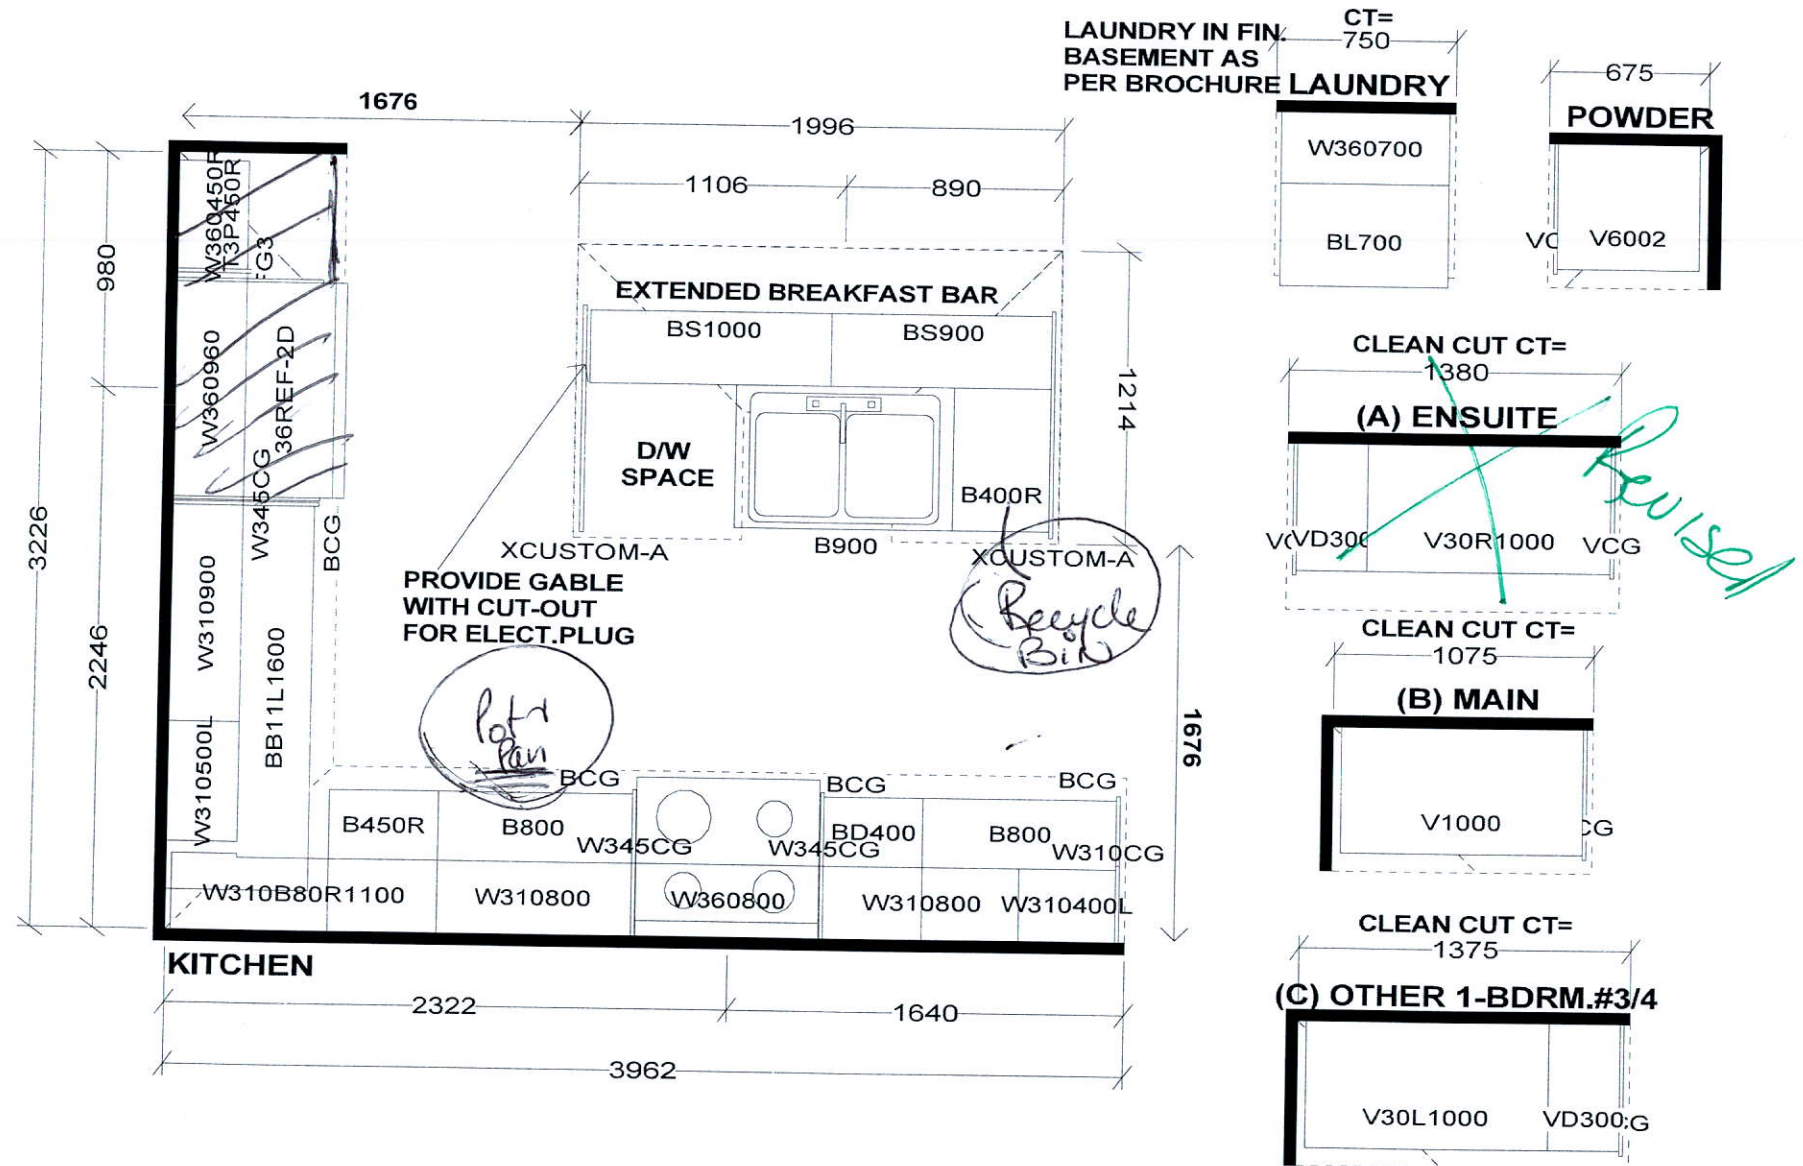 LAUNDRY IN FIN.
BASEMENT AS
PER BROCHURE
CT=
750
LAUNDRY
W360700
BL700
675
POWDER
V6002
1676
1996
1106
890
980
3226
2246
1214
1676
W360450R
T3P450R
W360960
36REF-2D
W345CG
BCG
W310900
W310500L
BB11L1600
EXTENDED BREAKFAST BAR
BS1000
BS900
D/W
SPACE
B400R
B900
XCUSTOM-A
XCUSTOM-A
PROVIDE GABLE
WITH CUT-OUT
FOR ELECT.PLUG
Recycle
BiN
Pot+
Pan
BCG
BCG
BCG
B450R
B800
W345CG
W345CG
BD400
B800
W310CG
W310B80R1100
W310800
W360800
W310800
W310400L
KITCHEN
2322
1640
3962
CLEAN CUT CT=
1380
(A) ENSUITE
VD300
V30R1000
VCG
Revised
CLEAN CUT CT=
1075
(B) MAIN
V1000
CG
CLEAN CUT CT=
1375
(C) OTHER 1-BDRM.#3/4
V30L1000
VD300